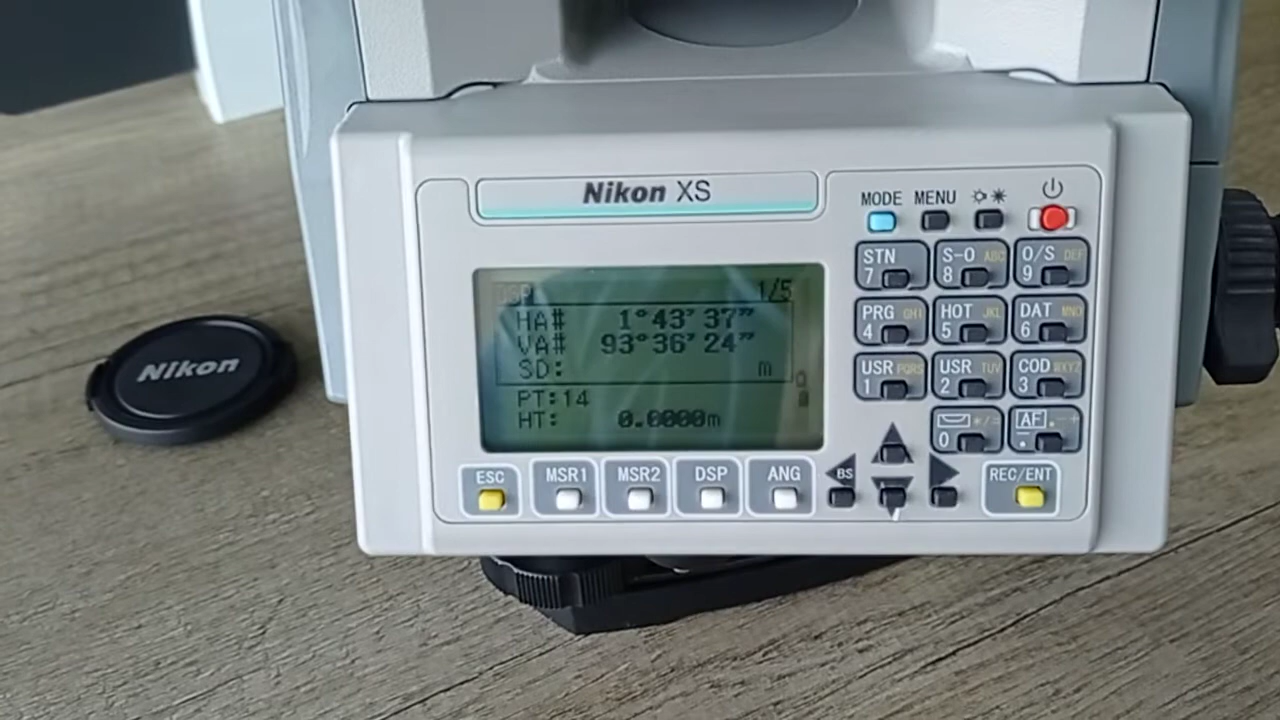 Nikon XS
MODE MENU
DSP 1/5
HA# 1°43'37"
VA# 93°36'24"
SD: m
PT:14
HT: 0.0000m
STN 7
S-O ABC 8
O/S DEF 9
PRG GHI 4
HOT JKL 5
DAT MNO 6
USR PQRS 1
USR TUV 2
COD WXYZ 3
0 */=
AF .-+ .
ESC MSR1 MSR2 DSP ANG BS REC/ENT
Nikon